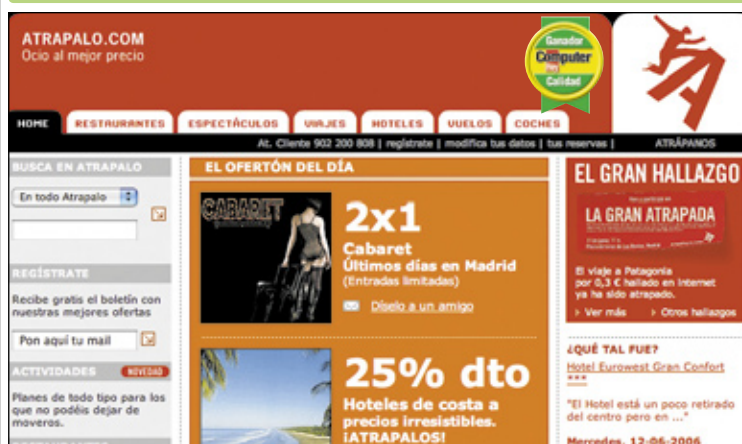 ATRAPALO.COM
Ocio al mejor precio
Ganador
Computer
hoy
Calidad
HOME
RESTAURANTES
ESPECTÁCULOS
VIAJES
HOTELES
VUELOS
COCHES
At. Cliente 902 200 808 | regístrate | modifica tus datos | tus reservas |
ATRÁPANOS
BUSCA EN ATRAPALO
En todo Atrapalo
REGÍSTRATE
Recibe gratis el boletín con
nuestras mejores ofertas
Pon aquí tu mail
ACTIVIDADES
NOVEDAD
Planes de todo tipo para los
que no podéis dejar de
moveros.
EL OFERTÓN DEL DÍA
CABARET
2x1
Cabaret
Últimos días en Madrid
(Entradas limitadas)
Díselo a un amigo
25% dto
Hoteles de costa a
precios irresistibles.
¡ATRAPALOS!
EL GRAN HALLAZGO
LA GRAN ATRAPADA
El viaje a Patagonia
por 0,3 € hallado en Internet
ya ha sido atrapado.
Ver más
Otros hallazgos
¿QUÉ TAL FUE?
Hotel Eurowest Gran Confort
***
"El Hotel está un poco retirado
del centro pero en ..."
Mercedes, 12-06-2006